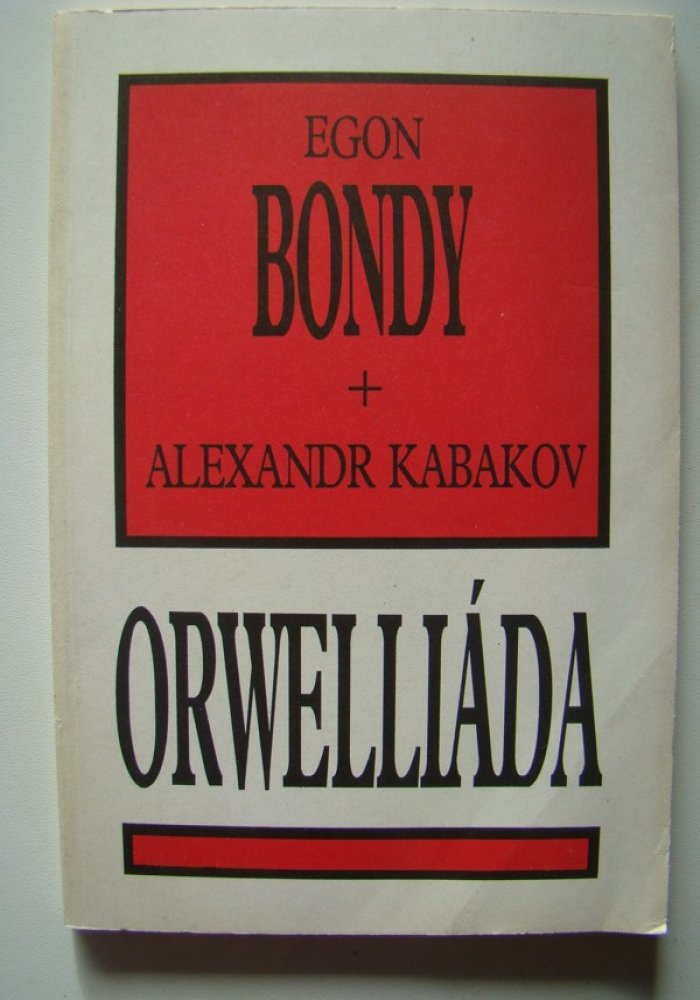 EGON
BONDY
+
ALEXANDR KABAKOV
ORWELLIÁDA